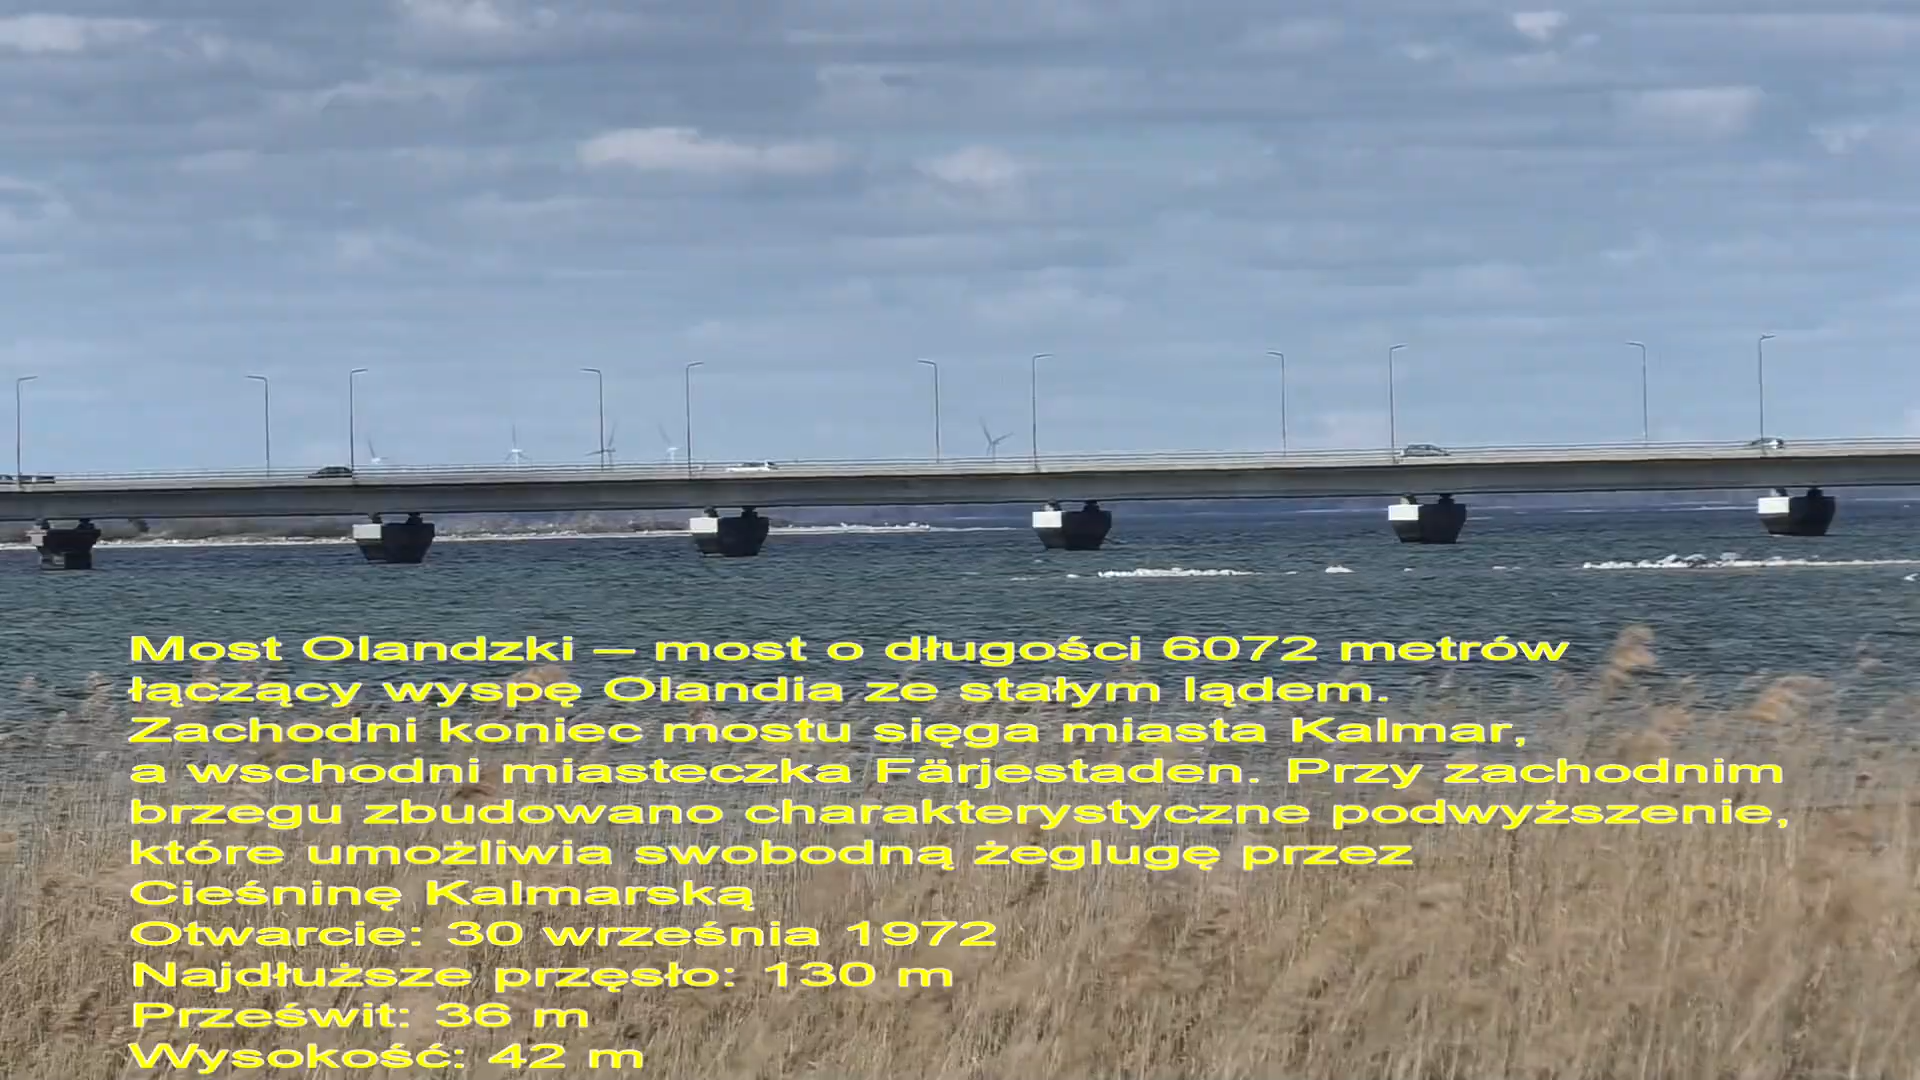 Most Olandzki – most o długości 6072 metrów
łączący wyspę Olandia ze stałym lądem.
Zachodni koniec mostu sięga miasta Kalmar,
a wschodni miasteczka Färjestaden. Przy zachodnim
brzegu zbudowano charakterystyczne podwyższenie,
które umożliwia swobodną żeglugę przez
Cieśninę Kalmarską
Otwarcie: 30 września 1972
Najdłuższe przęsło: 130 m
Prześwit: 36 m
Wysokość: 42 m